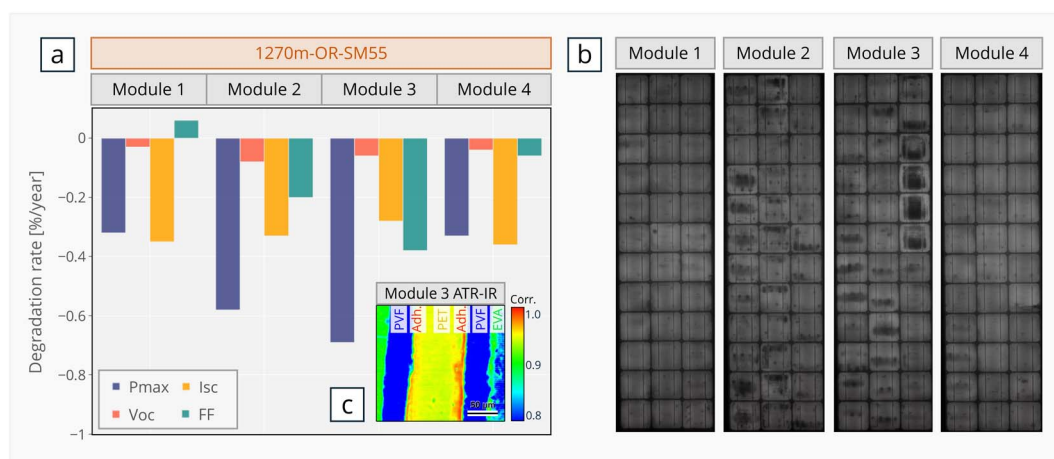 a
1270m-OR-SM55
Module 1 Module 2 Module 3 Module 4
Degradation rate [%/year]
0
−0.2
−0.4
−0.6
−0.8
−1
Pmax Isc
Voc FF
c
Module 3 ATR-IR
Corr.
PVF Adh. PET Adh. PVF EVA
1.0
0.9
0.8
50 µm
b
Module 1 Module 2 Module 3 Module 4